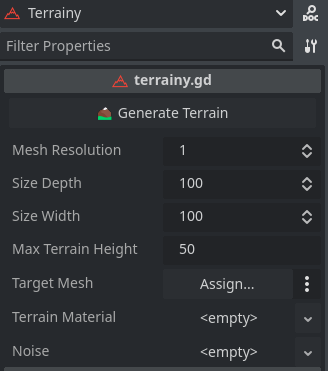 Terrainy
DOC
Filter Properties
terrainy.gd
Generate Terrain
Mesh Resolution 1
Size Depth 100
Size Width 100
Max Terrain Height 50
Target Mesh Assign...
Terrain Material <empty>
Noise <empty>